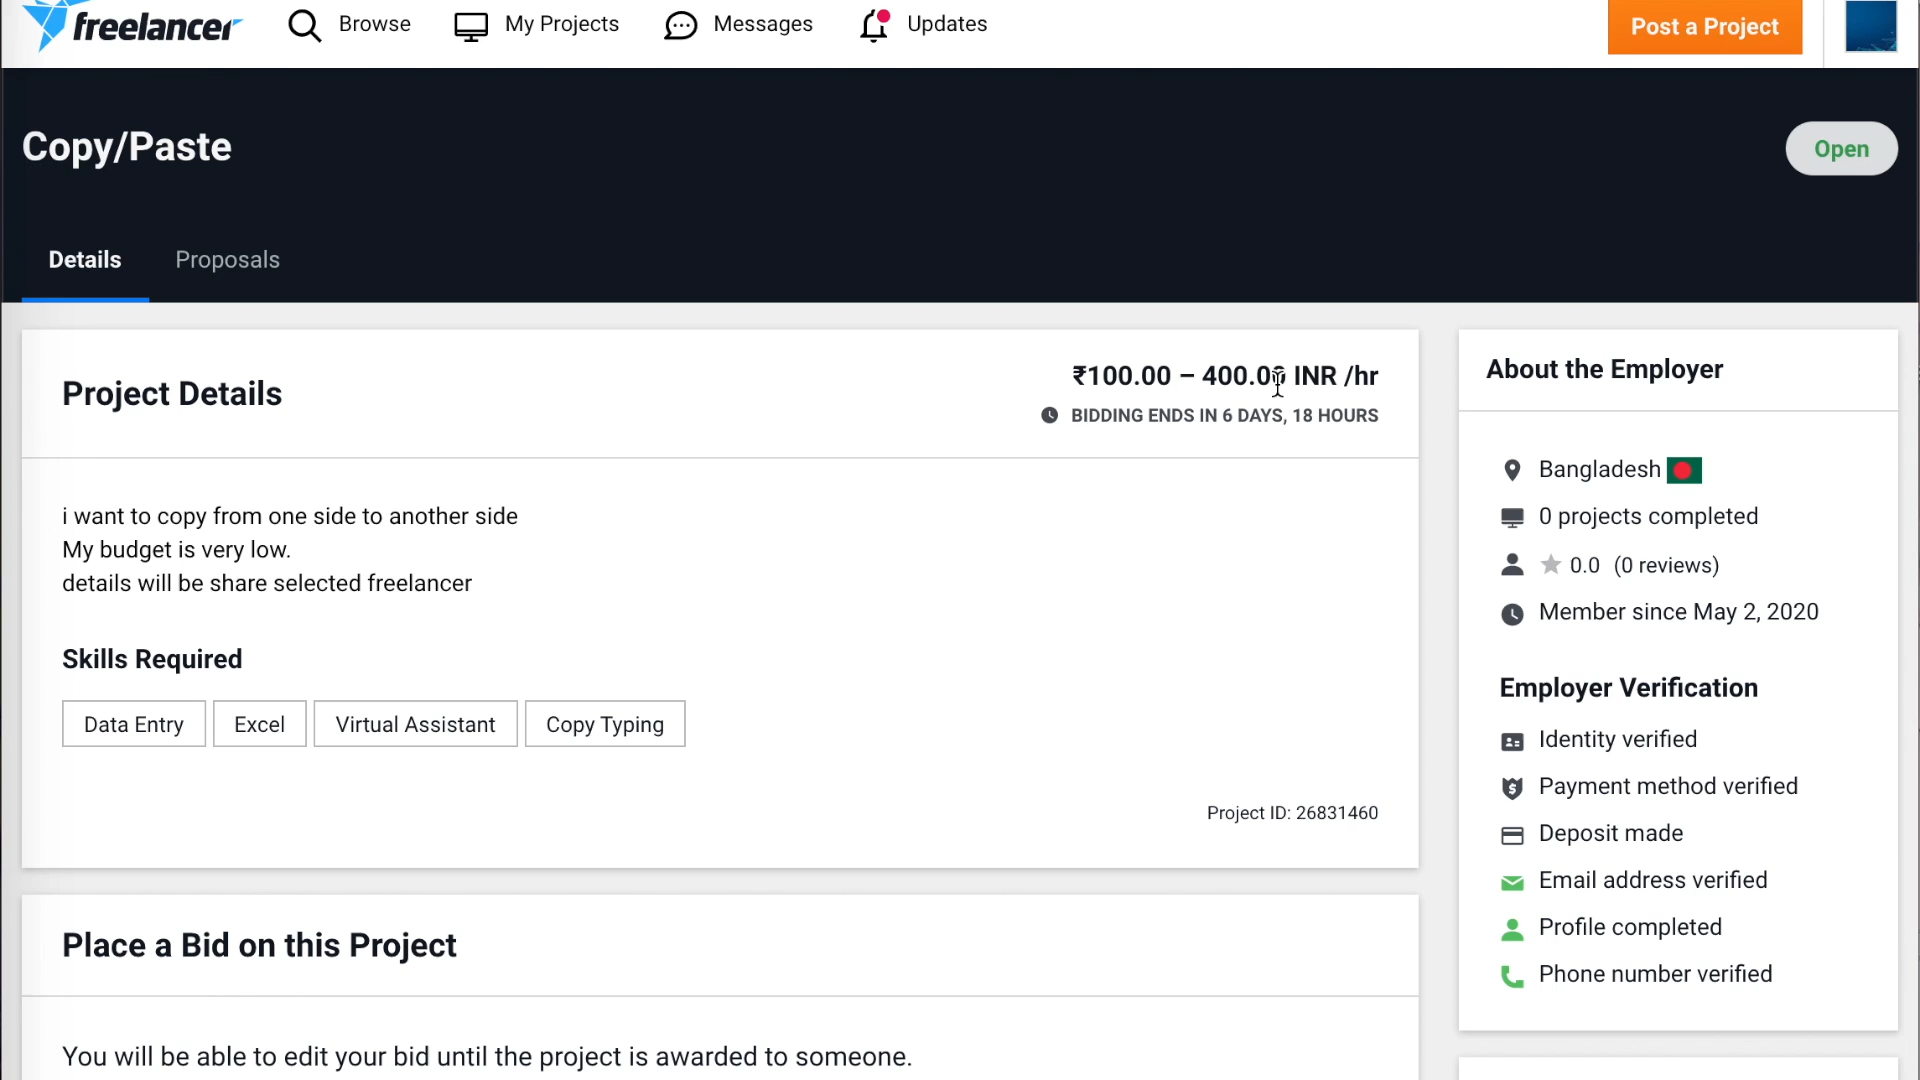 freelancer Browse My Projects Messages Updates Post a Project
Copy/Paste
Open
Details Proposals
Project Details
₹100.00 – 400.00 INR /hr
BIDDING ENDS IN 6 DAYS, 18 HOURS
i want to copy from one side to another side
My budget is very low.
details will be share selected freelancer
Skills Required
Data Entry Excel Virtual Assistant Copy Typing
Project ID: 26831460
Place a Bid on this Project
You will be able to edit your bid until the project is awarded to someone.
About the Employer
Bangladesh
0 projects completed
0.0 (0 reviews)
Member since May 2, 2020
Employer Verification
Identity verified
Payment method verified
Deposit made
Email address verified
Profile completed
Phone number verified